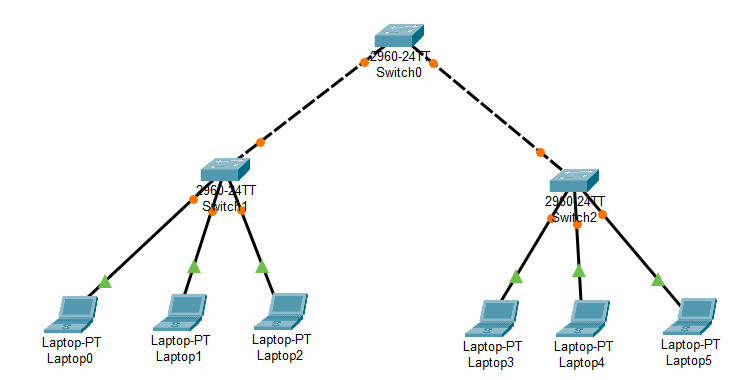 2960-24TT
Switch0
2960-24TT
Switch1
2960-24TT
Switch2
Laptop-PT
Laptop0
Laptop-PT
Laptop1
Laptop-PT
Laptop2
Laptop-PT
Laptop3
Laptop-PT
Laptop4
Laptop-PT
Laptop5